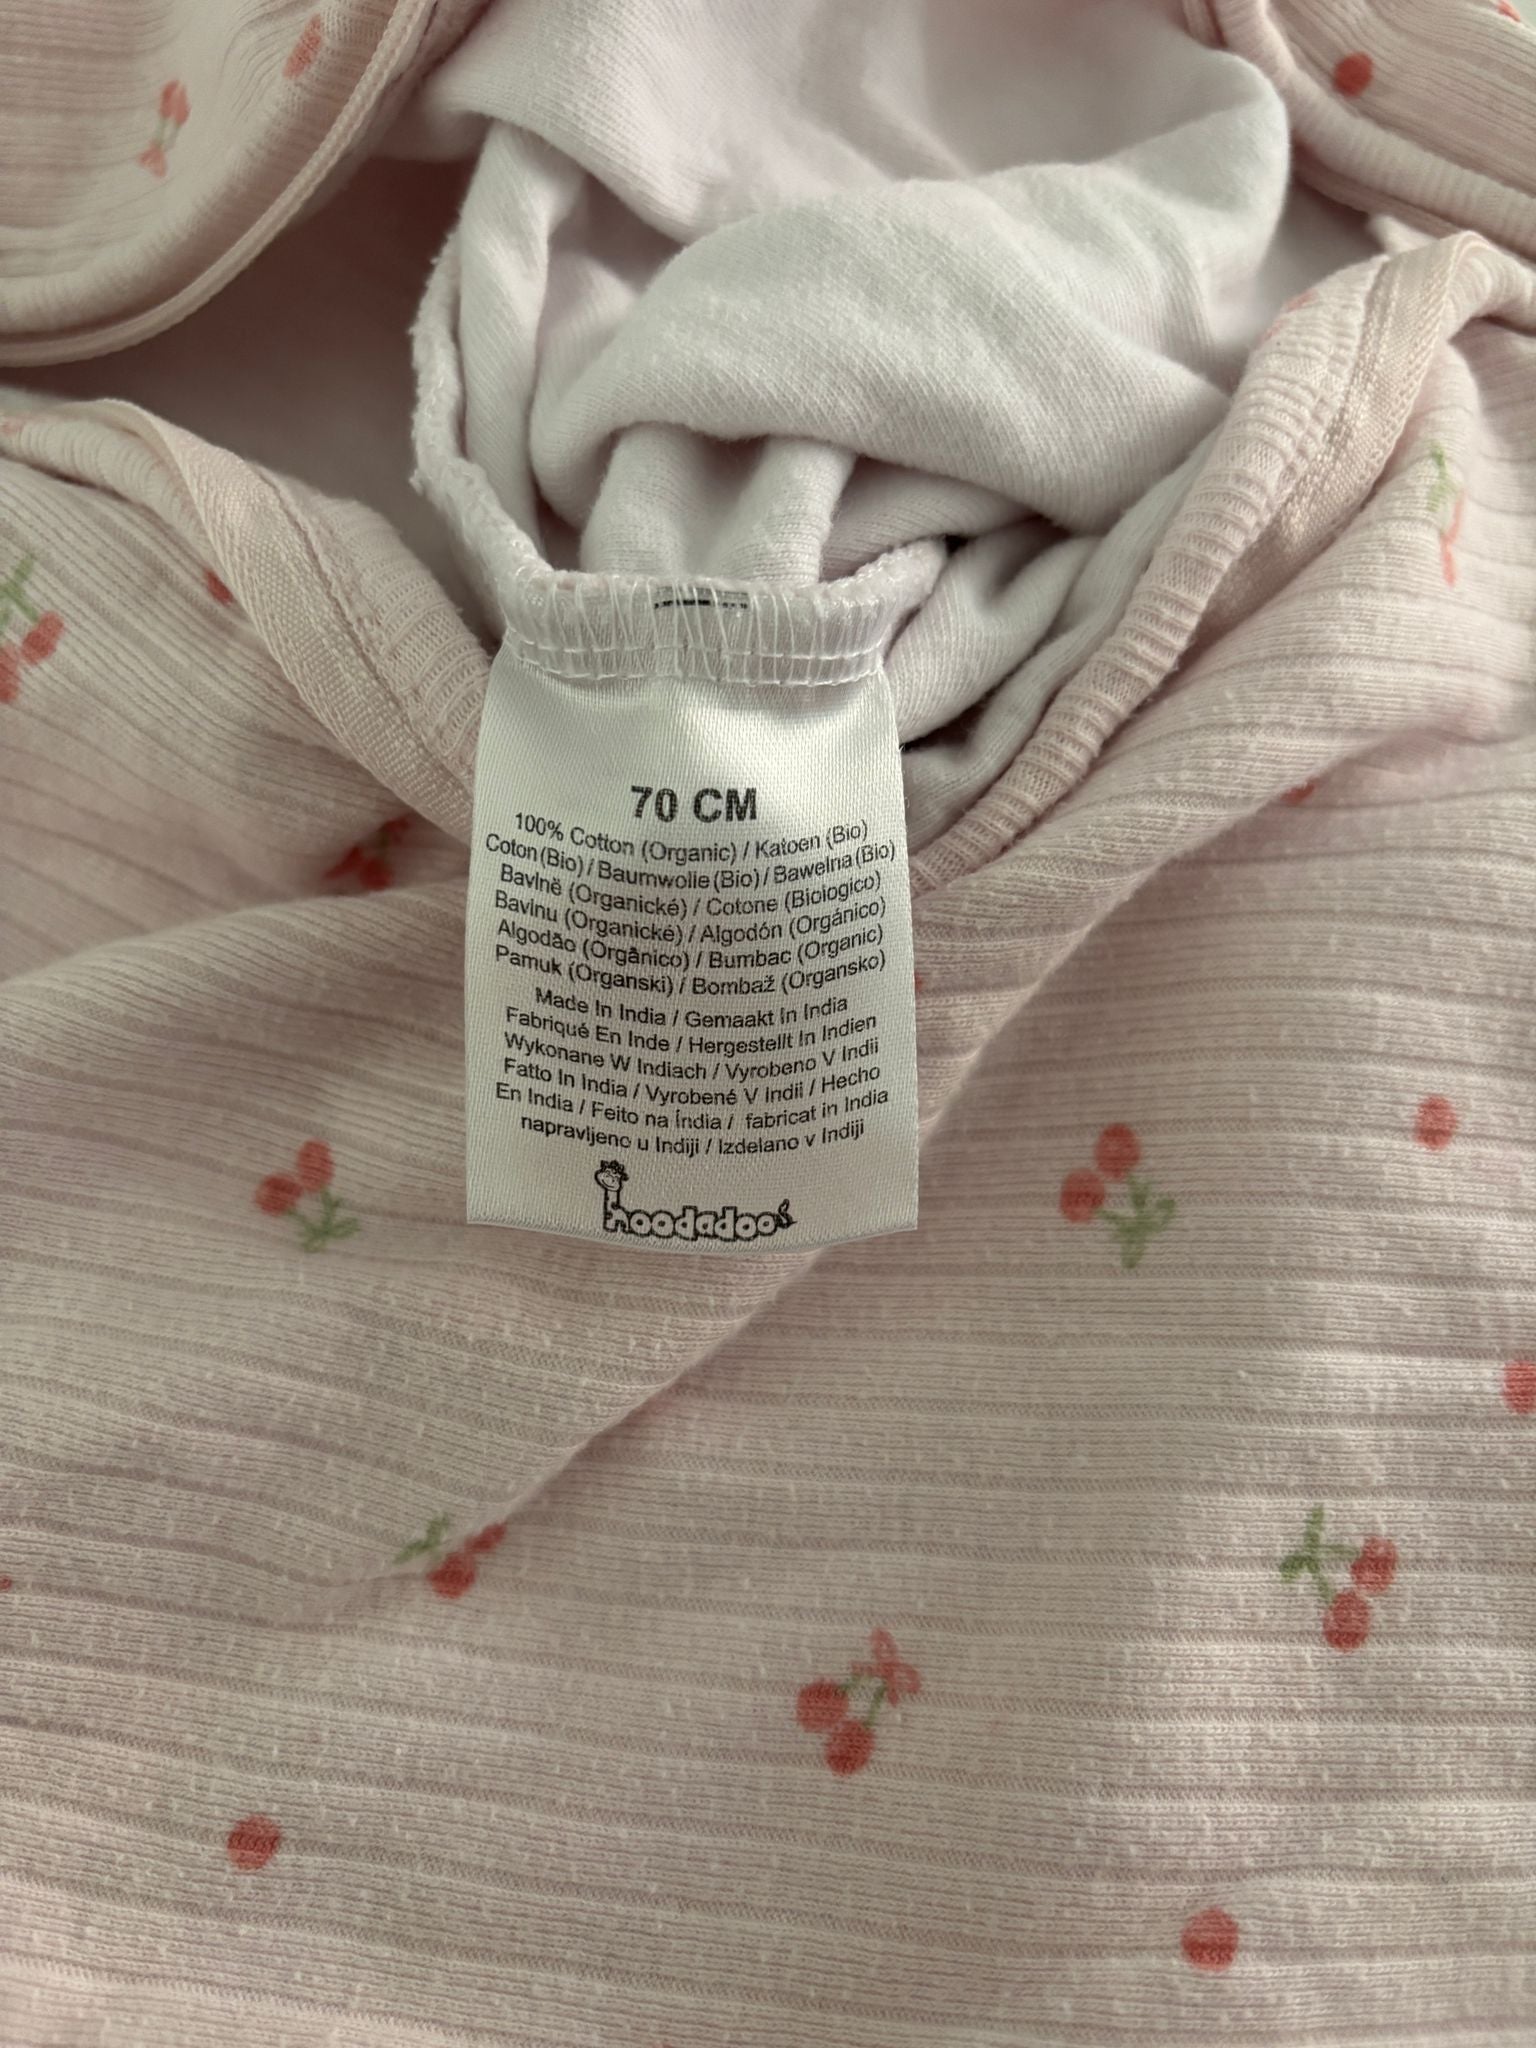 70 CM
100% Cotton (Organic) / Katoen (Bio)
Coton (Bio) / Baumwolle (Bio) / Bawełna (Bio)
Bavlně (Organické) / Cotone (Biologico)
Bavlnu (Organické) / Algodón (Orgánico)
Algodão (Orgânico) / Bumbac (Organic)
Pamuk (Organski) / Bombaž (Organsko)
Made In India / Gemaakt In India
Fabriqué En Inde / Hergestellt In Indien
Wykonane W Indiach / Vyrobeno V Indii
Fatto In India / Vyrobené V Indii / Hecho
En India / Feito na Índia / fabricat in India
napravljeno u Indiji / Izdelano v Indiji
hoodadoo